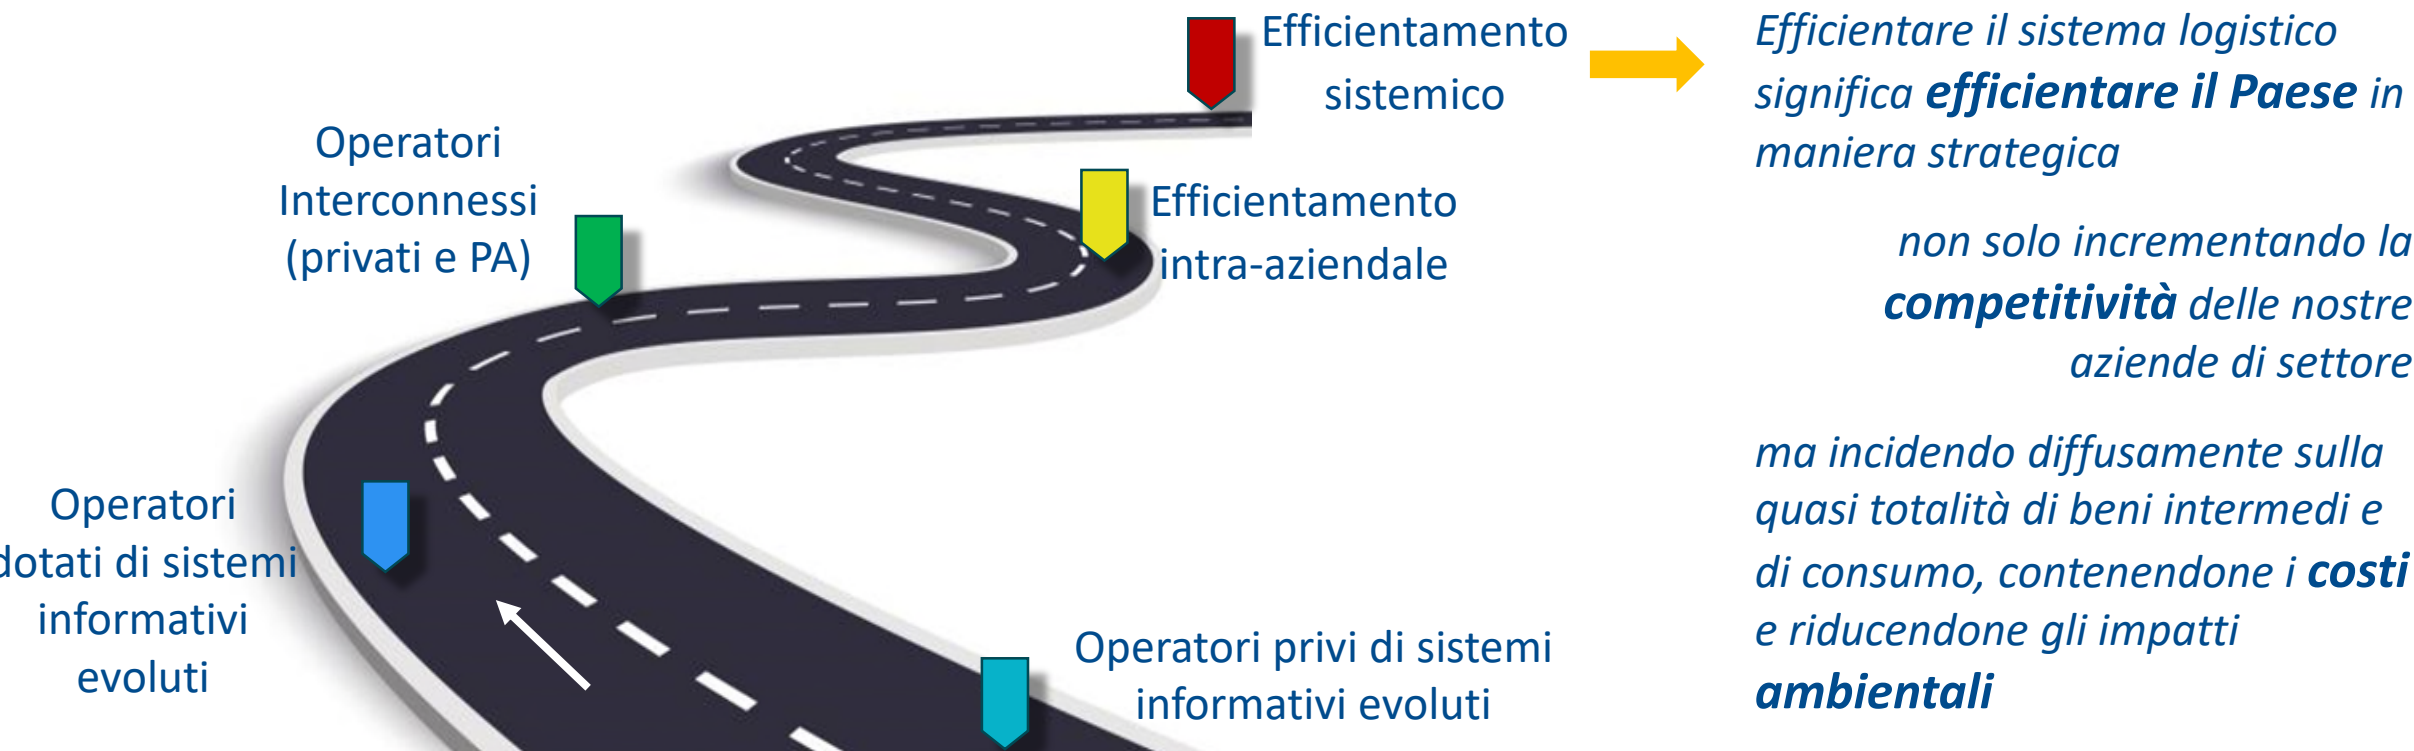 Efficientamento
sistemico
Operatori
Interconnessi
(privati e PA)
Efficientamento
intra-aziendale
Operatori
dotati di sistemi
informativi
evoluti
Operatori privi di sistemi
informativi evoluti
Efficientare il sistema logistico
significa efficientare il Paese in
maniera strategica
non solo incrementando la
competitività delle nostre
aziende di settore
ma incidendo diffusamente sulla
quasi totalità di beni intermedi e
di consumo, contenendone i costi
e riducendone gli impatti
ambientali